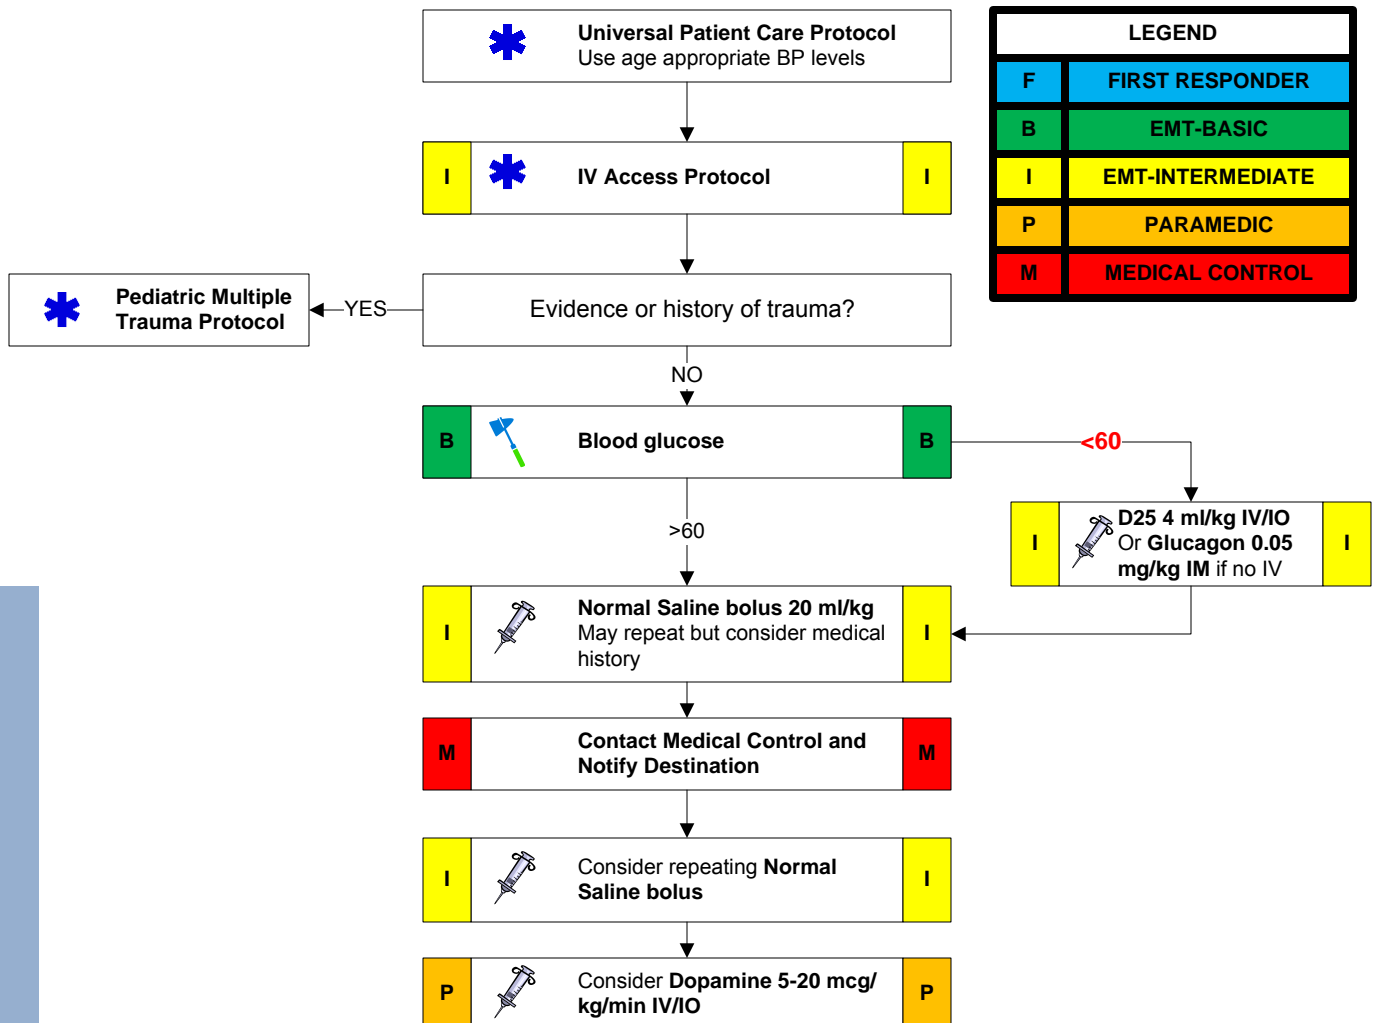 Universal Patient Care Protocol
Use age appropriate BP levels
LEGEND
F FIRST RESPONDER
B EMT-BASIC
I EMT-INTERMEDIATE
P PARAMEDIC
M MEDICAL CONTROL
I IV Access Protocol I
Pediatric Multiple
Trauma Protocol
YES
Evidence or history of trauma?
NO
B Blood glucose B
<60
>60
I D25 4 ml/kg IV/IO I
Or Glucagon 0.05
mg/kg IM if no IV
I Normal Saline bolus 20 ml/kg I
May repeat but consider medical
history
M Contact Medical Control and M
Notify Destination
I Consider repeating Normal I
Saline bolus
P Consider Dopamine 5-20 mcg/ P
kg/min IV/IO